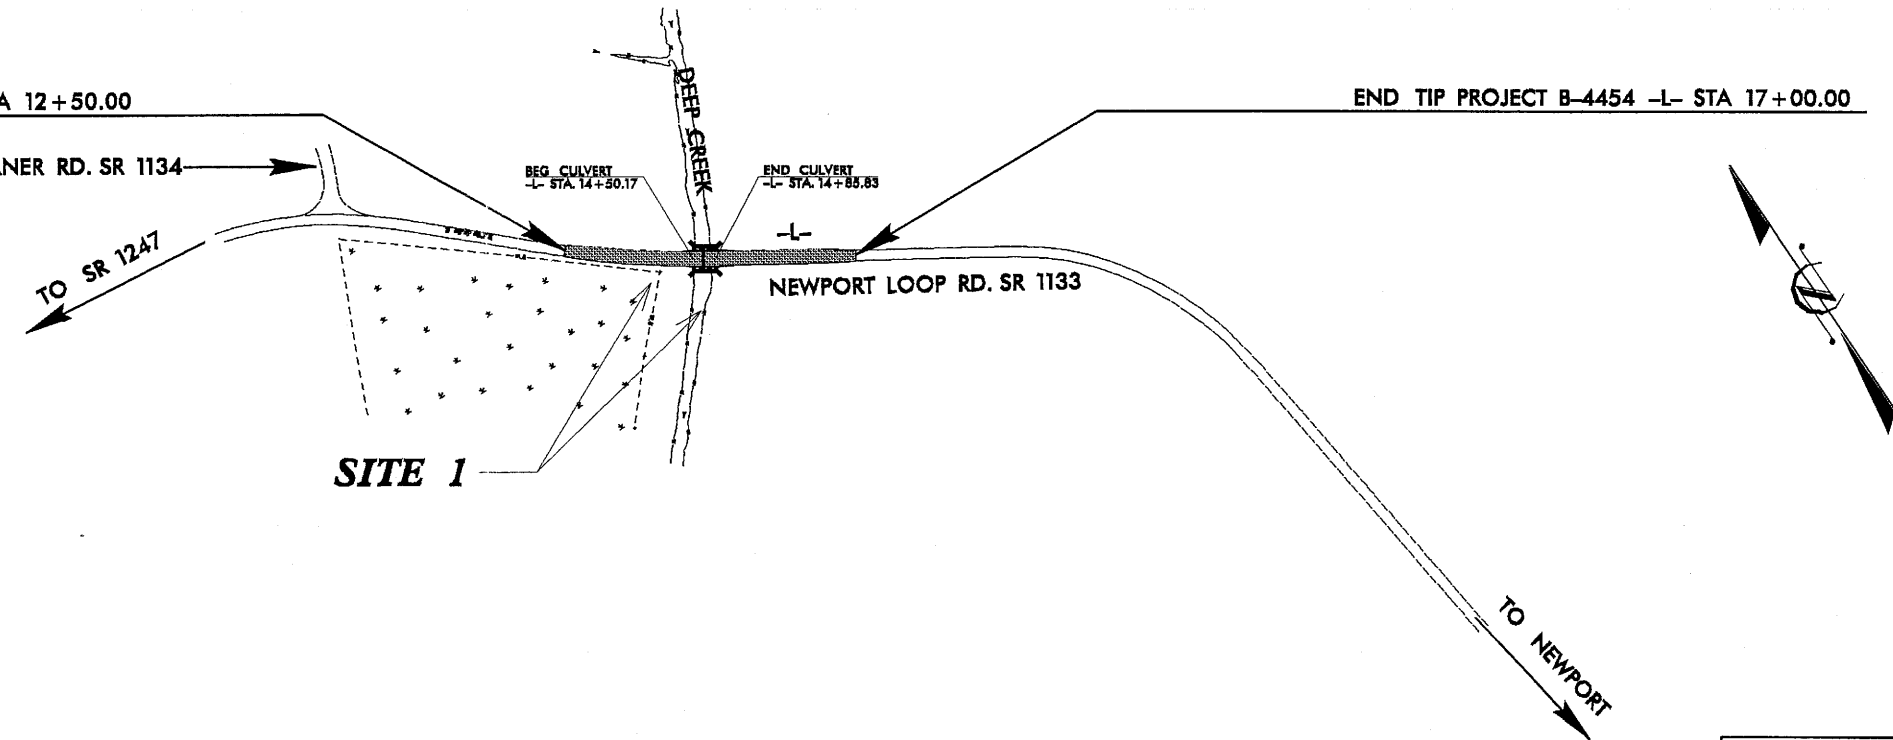 A 12+50.00
END TIP PROJECT B-4454 -L- STA 17+00.00
DEEP CREEK
NER RD. SR 1134
BEG CULVERT
-L- STA. 14+50.17
END CULVERT
-L- STA. 14+85.83
-L-
TO SR 1247
NEWPORT LOOP RD. SR 1133
SITE 1
TO NEWPORT